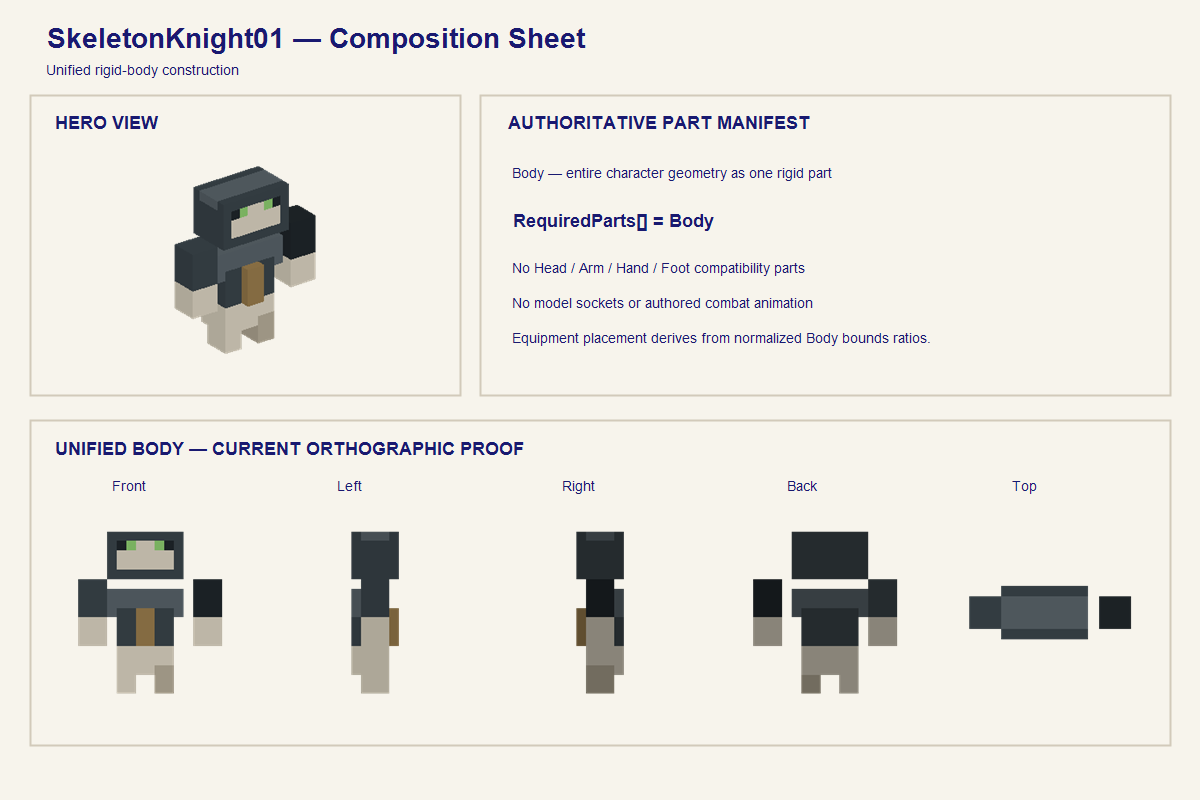 SkeletonKnight01 — Composition Sheet
Unified rigid-body construction
HERO VIEW
AUTHORITATIVE PART MANIFEST
Body — entire character geometry as one rigid part
RequiredParts[] = Body
No Head / Arm / Hand / Foot compatibility parts
No model sockets or authored combat animation
Equipment placement derives from normalized Body bounds ratios.
UNIFIED BODY — CURRENT ORTHOGRAPHIC PROOF
Front Left Right Back Top